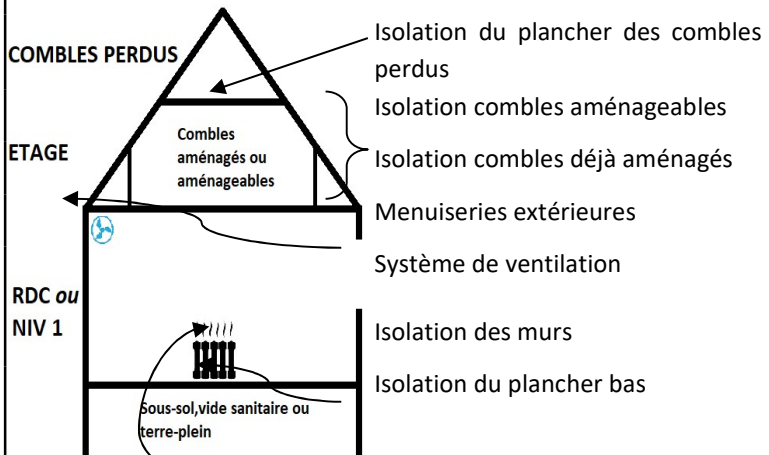 COMBLES PERDUS
ETAGE
RDC ou
NIV 1
Combles
aménagés ou
aménageables
Sous-sol,vide sanitaire ou
terre-plein
Isolation du plancher des combles
perdus
Isolation combles aménageables
Isolation combles déjà aménagés
Menuiseries extérieures
Système de ventilation
Isolation des murs
Isolation du plancher bas